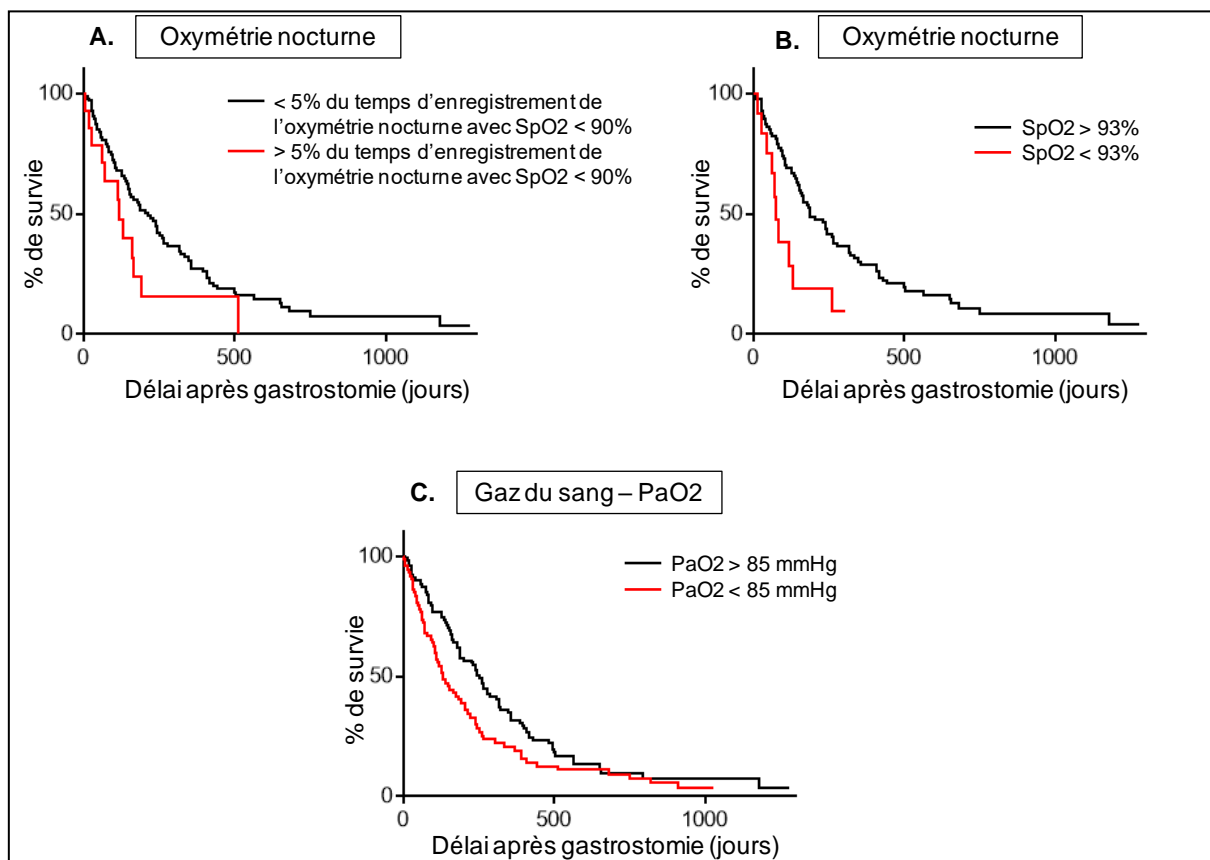 A.
Oxymétrie nocturne
100
50
0
% de survie
< 5% du temps d'enregistrement de
l'oxymétrie nocturne avec SpO2 < 90%
> 5% du temps d'enregistrement de
l'oxymétrie nocturne avec SpO2 < 90%
0 500 1000
Délai après gastrostomie (jours)
B.
Oxymétrie nocturne
100
50
0
% de survie
SpO2 > 93%
SpO2 < 93%
0 500 1000
Délai après gastrostomie (jours)
C.
Gaz du sang – PaO2
100
50
0
% de survie
PaO2 > 85 mmHg
PaO2 < 85 mmHg
0 500 1000
Délai après gastrostomie (jours)